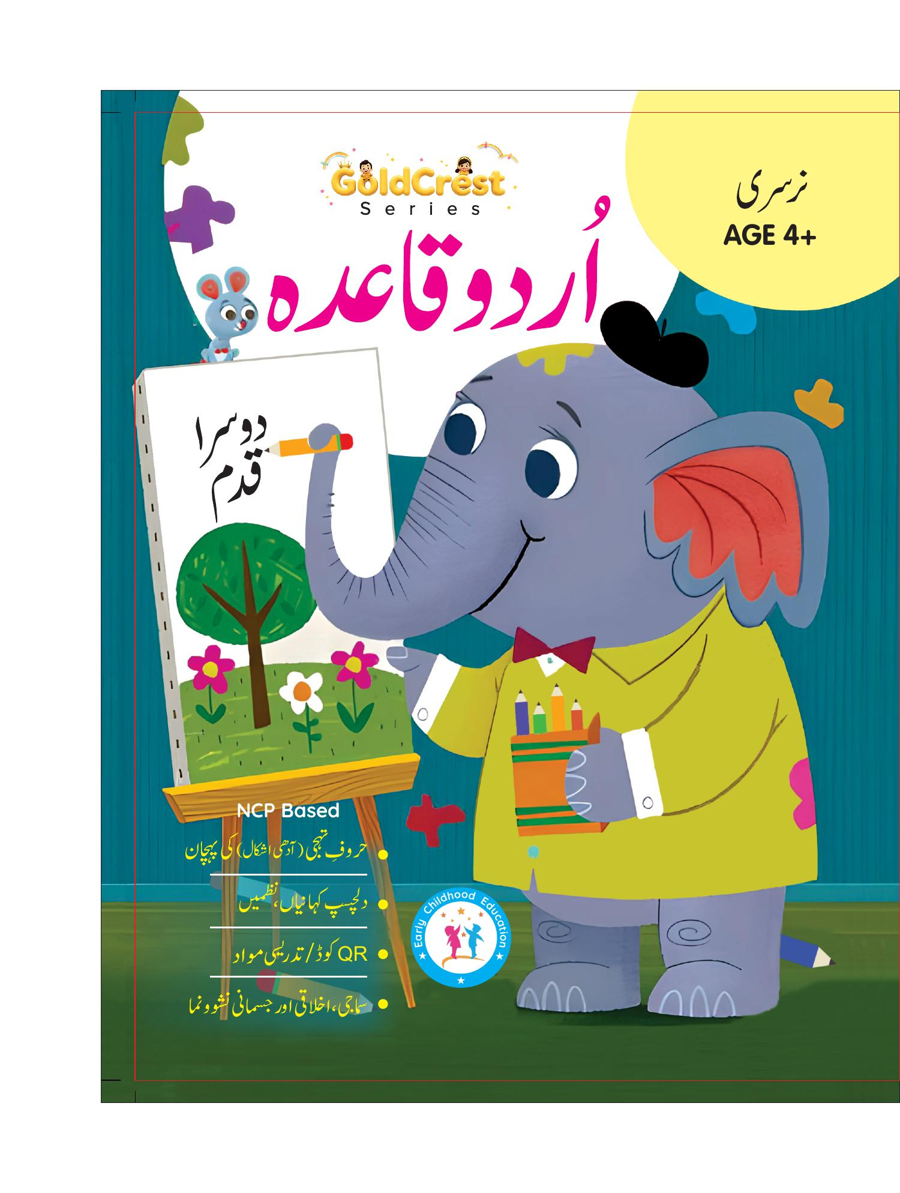 GoldCrest
Series
نرسری
AGE 4+
اُردو قاعدہ
دوسرا
قدم
NCP Based
حروفِ تہجی (آدھی اشکال) کی پہچان
دلچسپ کہانیاں، نظمیں
QR کوڈ / تدریسی مواد
سماجی، اخلاقی اور جسمانی نشوونما
Early Childhood Education